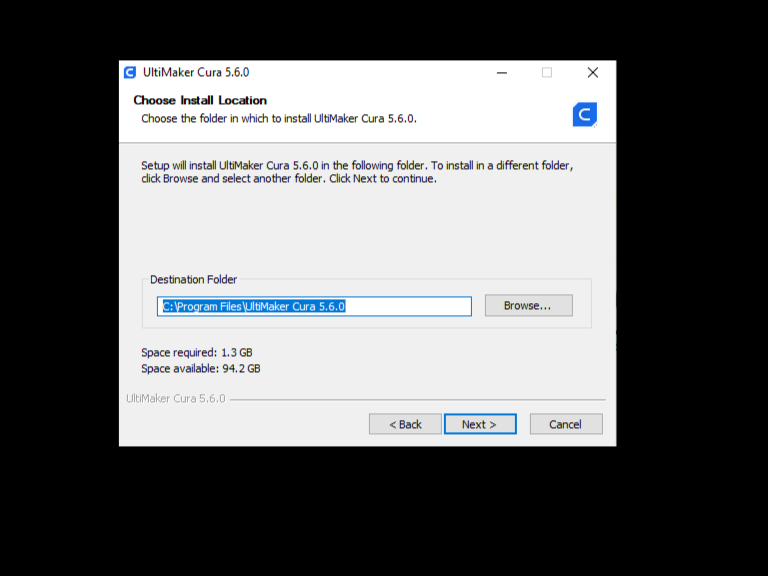 UltiMaker Cura 5.6.0
Choose Install Location
Choose the folder in which to install UltiMaker Cura 5.6.0.
Setup will install UltiMaker Cura 5.6.0 in the following folder. To install in a different folder,
click Browse and select another folder. Click Next to continue.
Destination Folder
C:\Program Files\UltiMaker Cura 5.6.0
Browse...
Space required: 1.3 GB
Space available: 94.2 GB
UltiMaker Cura 5.6.0
< Back
Next >
Cancel